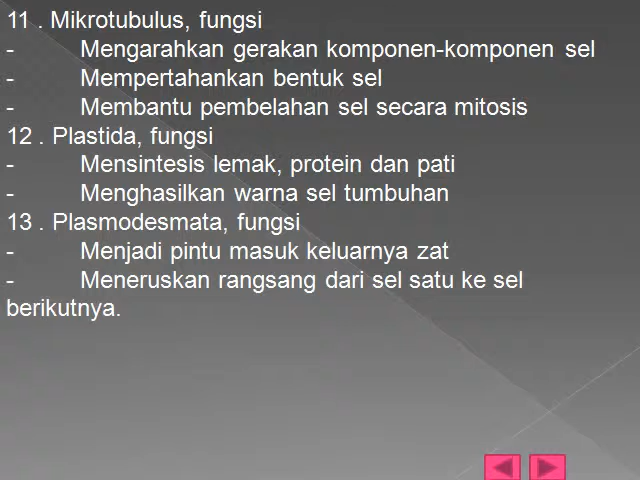 11 . Mikrotubulus, fungsi
- Mengarahkan gerakan komponen-komponen sel
- Mempertahankan bentuk sel
- Membantu pembelahan sel secara mitosis
12 . Plastida, fungsi
- Mensintesis lemak, protein dan pati
- Menghasilkan warna sel tumbuhan
13 . Plasmodesmata, fungsi
- Menjadi pintu masuk keluarnya zat
- Meneruskan rangsang dari sel satu ke sel
berikutnya.